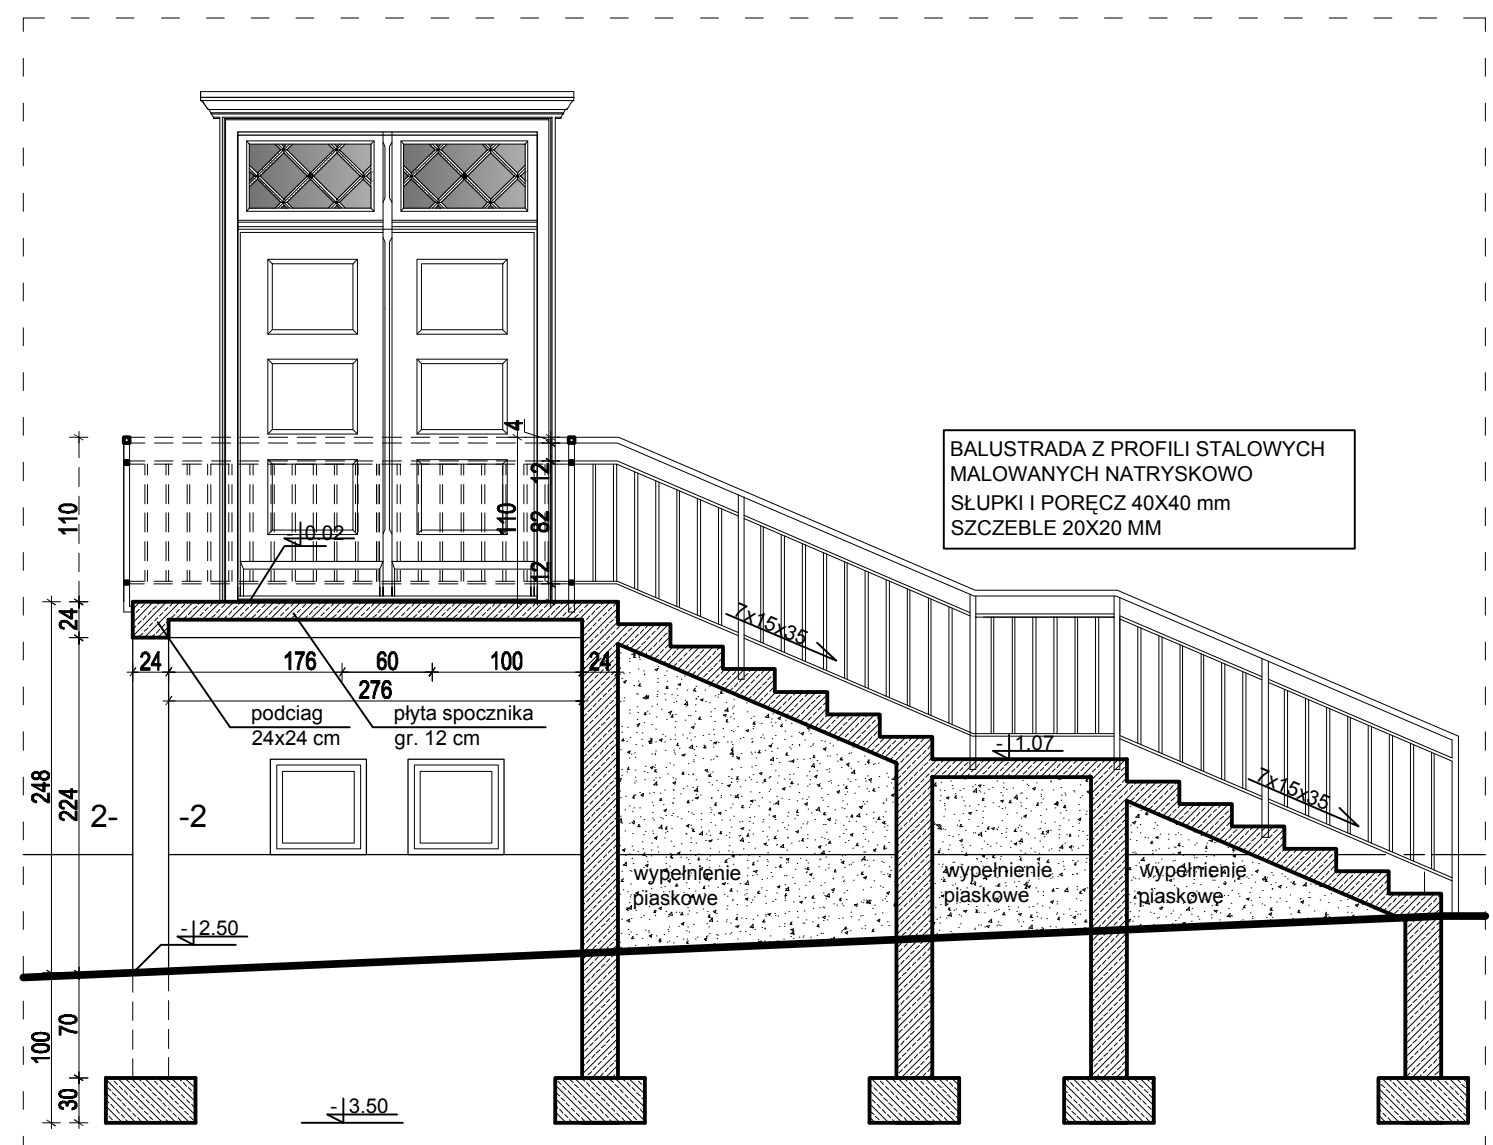 BALUSTRADA Z PROFILI STALOWYCH
MALOWANYCH NATRYSKOWO
SŁUPKI I PORĘCZ 40X40 mm
SZCZEBLE 20X20 MM
4
12
110
110
82
- 0.02
12
7x15x35
24
24
176
60
100
24
276
podciag
24x24 cm
płyta spocznika
gr. 12 cm
- 1.07
248
224
2-
-2
7x15x35
wypełnienie
piaskowe
wypełnienie
piaskowe
wypełnienie
piaskowe
- 2.50
70
100
30
- 3.50